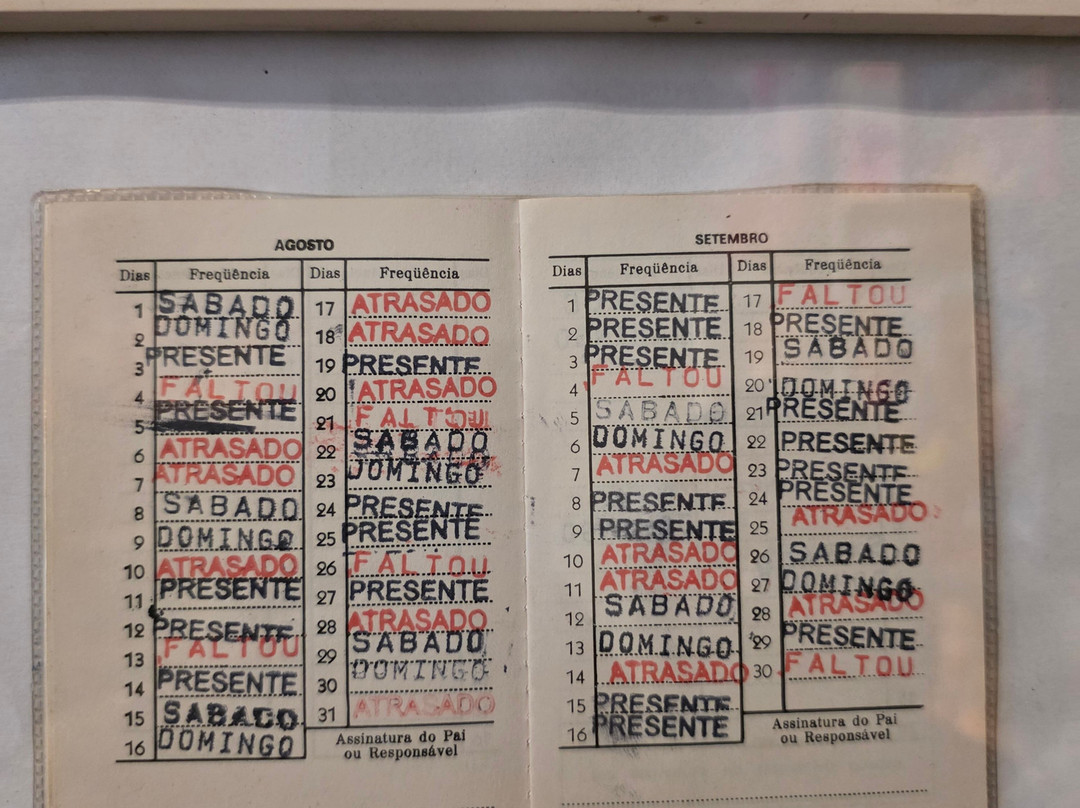 AGOSTO
Dias Freqüência Dias Freqüência
1 SABADO 17 ATRASADO
2 DOMINGO 18 ATRASADO
3 PRESENTE 19 PRESENTE
4 FALTOU 20 ATRASADO
5 PRESENTE 21 FALTOU
6 ATRASADO 22 SABADO
7 ATRASADO 23 DOMINGO
8 SABADO 24 PRESENTE
9 DOMINGO 25 PRESENTE
10 ATRASADO 26 FALTOU
11 PRESENTE 27 PRESENTE
12 PRESENTE 28 ATRASADO
13 FALTOU 29 SABADO
14 PRESENTE 30 DOMINGO
15 SABADO 31 ATRASADO
16 DOMINGO
Assinatura do Pai
ou Responsável
SETEMBRO
Dias Freqüência Dias Freqüência
1 PRESENTE 17 FALTOU
2 PRESENTE 18 PRESENTE
3 PRESENTE 19 SABADO
4 FALTOU 20 DOMINGO
5 SABADO 21 PRESENTE
6 DOMINGO 22 PRESENTE
7 ATRASADO 23 PRESENTE
8 PRESENTE 24 PRESENTE
9 PRESENTE 25 ATRASADO
10 ATRASADO 26 SABADO
11 ATRASADO 27 DOMINGO
12 SABADO 28 ATRASADO
13 DOMINGO 29 PRESENTE
14 ATRASADO 30 FALTOU
15 PRESENTE
16 PRESENTE
Assinatura do Pai
ou Responsável